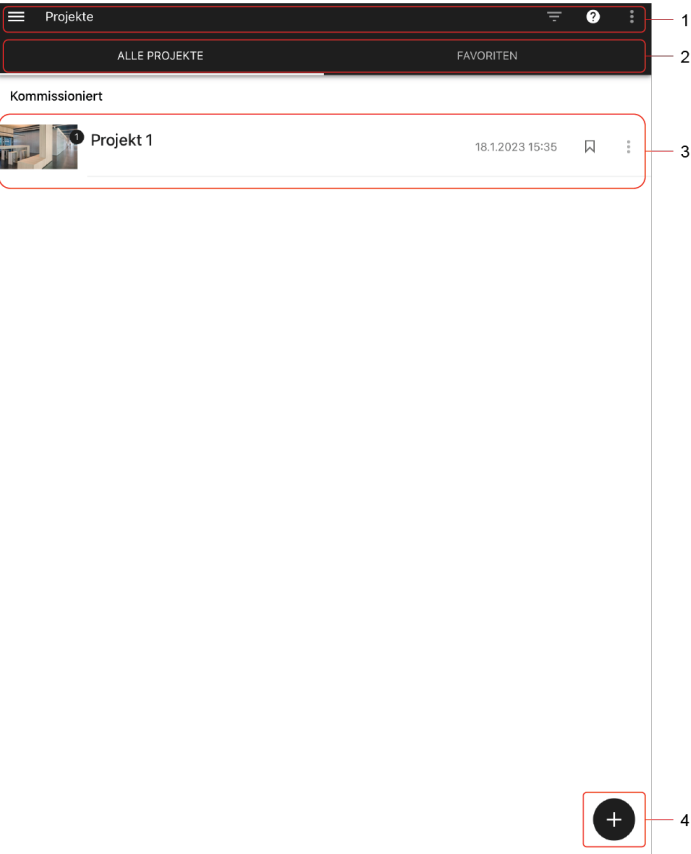 Projekte ? 1
ALLE PROJEKTE FAVORITEN 2
Kommissioniert
1 Projekt 1 18.1.2023 15:35 3
+ 4